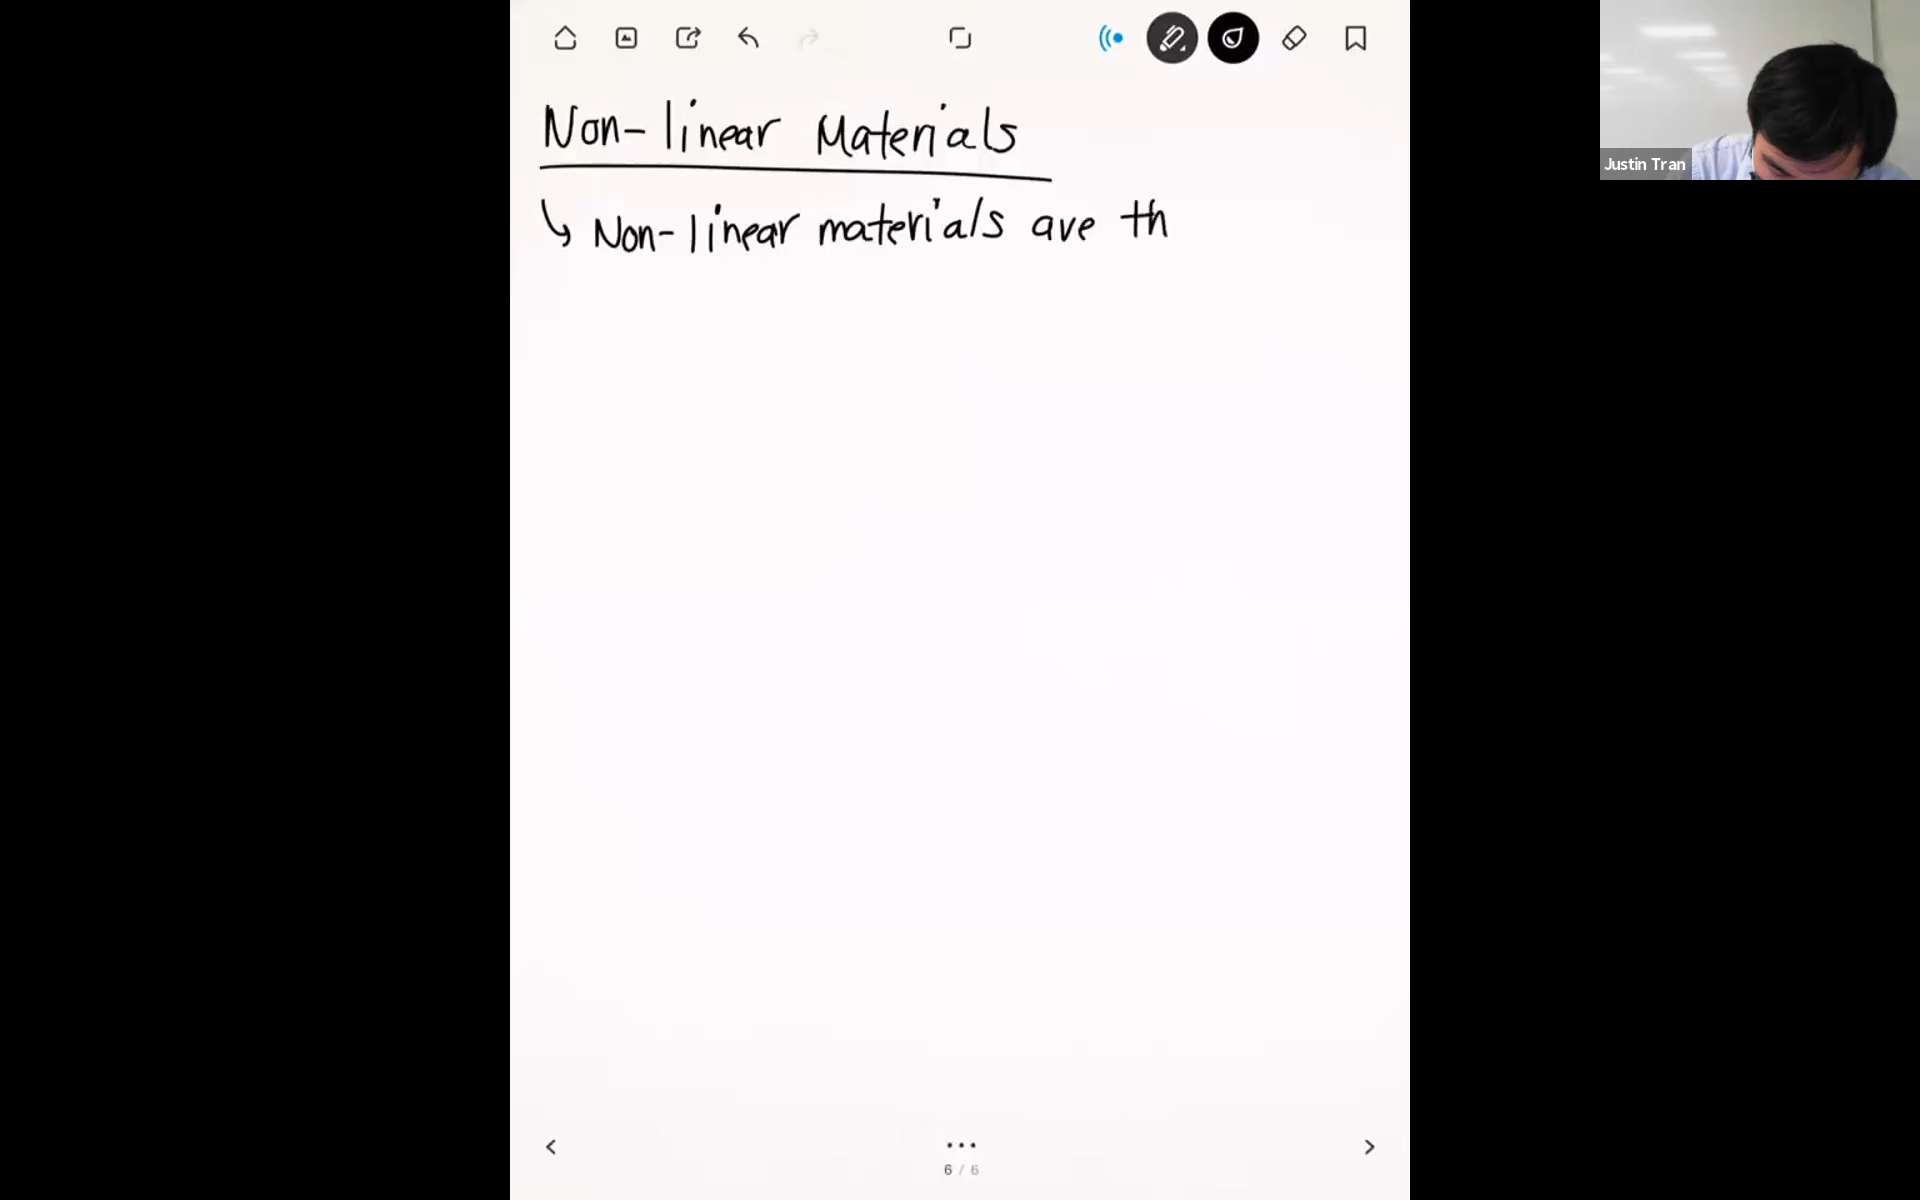 Non-linear Materials
↳ Non-linear materials are th
Justin Tran
6 / 6